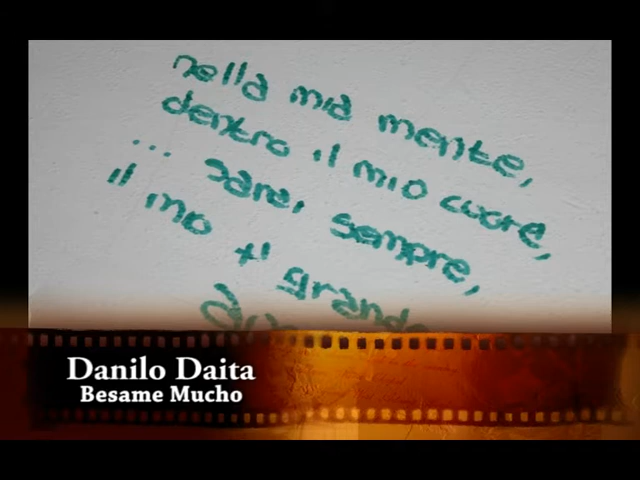 nella mia mente,
dentro il mio cuore,
... sarai sempre,
il mio + grande
Danilo Daita
Besame Mucho